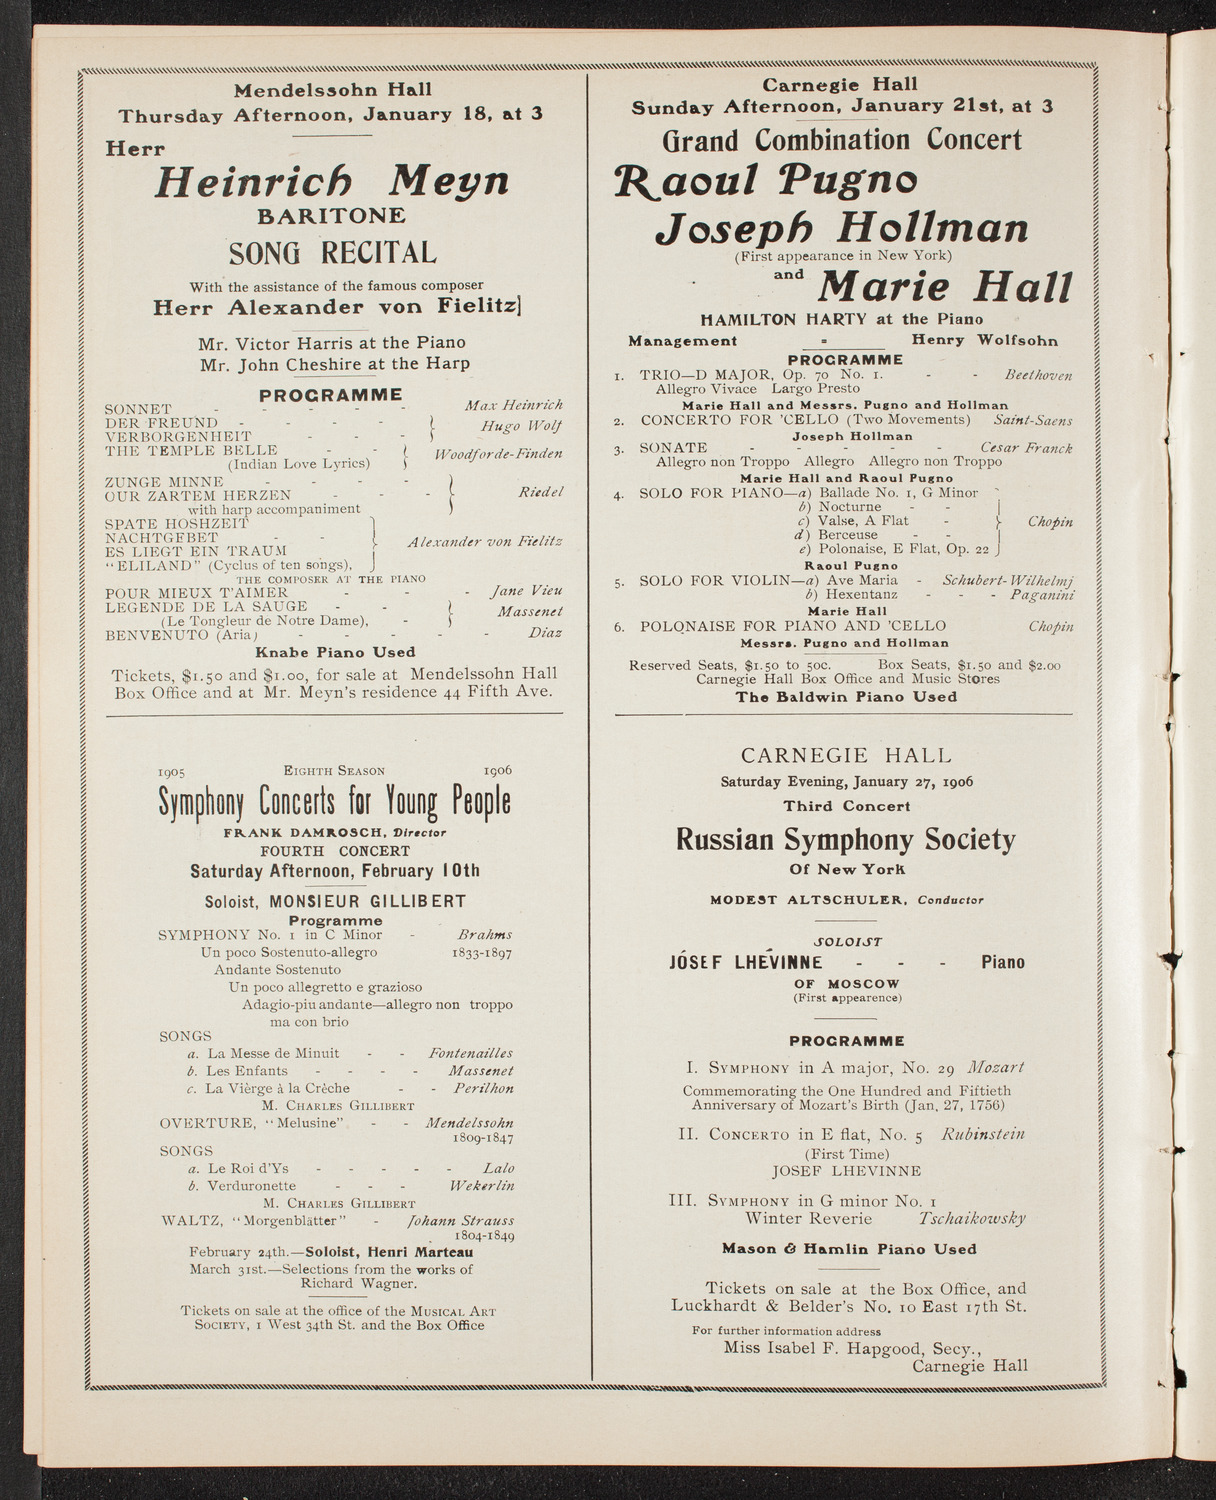 Mendelssohn Hall
Thursday Afternoon, January 18, at 3
Herr
Heinrich Meyn
BARITONE
SONG RECITAL
With the assistance of the famous composer
Herr Alexander von Fielitz]
Mr. Victor Harris at the Piano
Mr. John Cheshire at the Harp
PROGRAMME
SONNET - - - - - Max Heinrich
DER FREUND - - - - }
VERBORGENHEIT - - - } Hugo Wolf
THE TEMPLE BELLE - - {
(Indian Love Lyrics) } Woodforde-Finden
ZUNGE MINNE - - - - }
OUR ZARTEM HERZEN - - - } Riedel
with harp accompaniment
SPATE HOSHZEIT
NACHTGEBET - -
ES LIEGT EIN TRAUM } Alexander von Fielitz
"ELILAND" (Cyclus of ten songs),
THE COMPOSER AT THE PIANO
POUR MIEUX T'AIMER - - - Jane Vieu
LEGENDE DE LA SAUGE - - }
(Le Tongleur de Notre Dame), - } Massenet
BENVENUTO (Aria) - - - - - Diaz
Knabe Piano Used
Tickets, $1.50 and $1.00, for sale at Mendelssohn Hall
Box Office and at Mr. Meyn's residence 44 Fifth Ave.
1905 EIGHTH SEASON 1906
Symphony Concerts for Young People
FRANK DAMROSCH, Director
FOURTH CONCERT
Saturday Afternoon, February 10th
Soloist, MONSIEUR GILLIBERT
Programme
SYMPHONY No. 1 in C Minor - Brahms
Un poco Sostenuto-allegro 1833-1897
Andante Sostenuto
Un poco allegretto e grazioso
Adagio-piu andante—allegro non troppo
ma con brio
SONGS
a. La Messe de Minuit - - Fontenailles
b. Les Enfants - - - - Massenet
c. La Vièrge à la Crèche - - Perilhon
M. CHARLES GILLIBERT
OVERTURE, "Melusine" - - Mendelssohn
1809-1847
SONGS
a. Le Roi d'Ys - - - - - Lalo
b. Verduronette - - - Wekerlin
M. CHARLES GILLIBERT
WALTZ, "Morgenblätter" - Johann Strauss
1804-1849
February 24th.—Soloist, Henri Marteau
March 31st.—Selections from the works of
Richard Wagner.
Tickets on sale at the office of the MUSICAL ART
SOCIETY, 1 West 34th St. and the Box Office
Carnegie Hall
Sunday Afternoon, January 21st, at 3
Grand Combination Concert
Raoul Pugno
Joseph Hollman
(First appearance in New York)
and Marie Hall
HAMILTON HARTY at the Piano
Management = Henry Wolfsohn
PROGRAMME
1. TRIO—D MAJOR, Op. 70 No. 1. - - Beethoven
Allegro Vivace Largo Presto
Marie Hall and Messrs. Pugno and Hollman
2. CONCERTO FOR 'CELLO (Two Movements) Saint-Saens
Joseph Hollman
3. SONATE - - - - - Cesar Franck
Allegro non Troppo Allegro Allegro non Troppo
Marie Hall and Raoul Pugno
4. SOLO FOR PIANO—a) Ballade No. 1, G Minor
b) Nocturne - -
c) Valse, A Flat - } Chopin
d) Berceuse - -
e) Polonaise, E Flat, Op. 22
Raoul Pugno
5. SOLO FOR VIOLIN—a) Ave Maria - Schubert-Wilhelmj
b) Hexentanz - - - Paganini
Marie Hall
6. POLONAISE FOR PIANO AND 'CELLO Chopin
Messrs. Pugno and Hollman
Reserved Seats, $1.50 to 50c. Box Seats, $1.50 and $2.00
Carnegie Hall Box Office and Music Stores
The Baldwin Piano Used
CARNEGIE HALL
Saturday Evening, January 27, 1906
Third Concert
Russian Symphony Society
Of New York
MODEST ALTSCHULER, Conductor
SOLOIST
JÓSEF LHÉVINNE - - - Piano
OF MOSCOW
(First appearence)
PROGRAMME
I. SYMPHONY in A major, No. 29 Mozart
Commemorating the One Hundred and Fiftieth
Anniversary of Mozart's Birth (Jan, 27, 1756)
II. CONCERTO in E flat, No. 5 Rubinstein
(First Time)
JOSEF LHEVINNE
III. SYMPHONY in G minor No. 1
Winter Reverie Tschaikowsky
Mason & Hamlin Piano Used
Tickets on sale at the Box Office, and
Luckhardt & Belder's No. 10 East 17th St.
For further information address
Miss Isabel F. Hapgood, Secy.,
Carnegie Hall